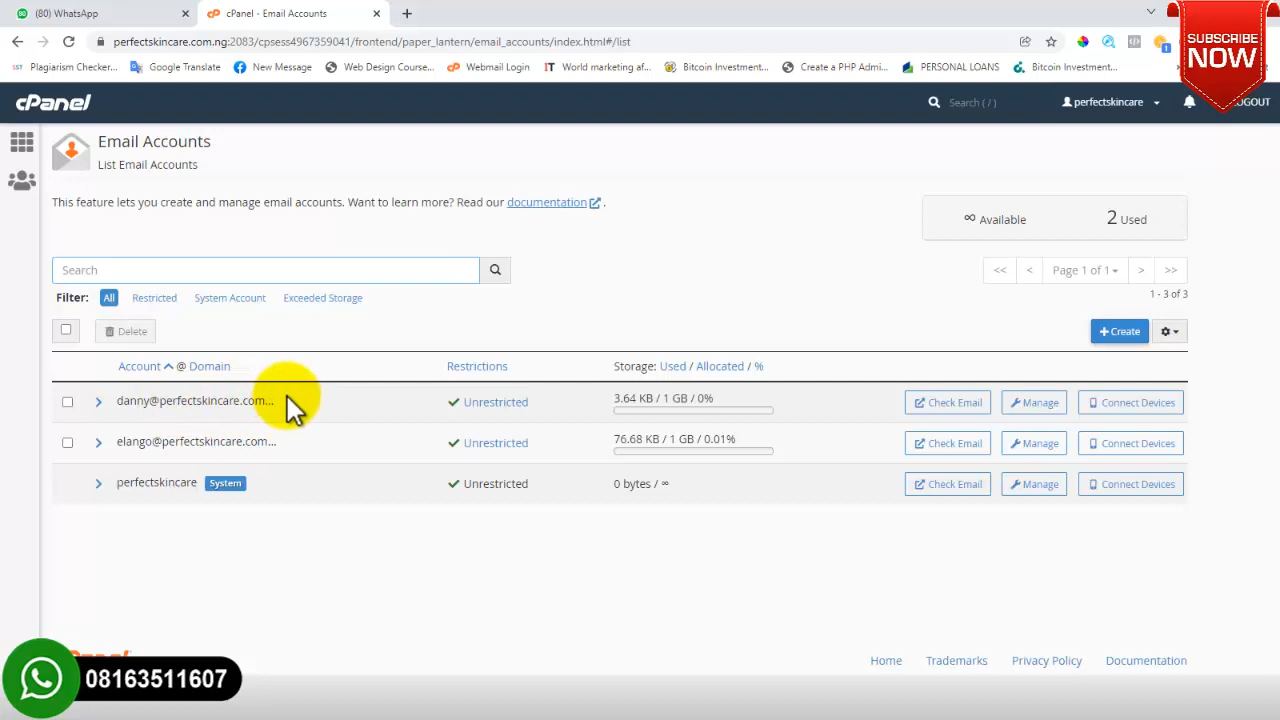 (80) WhatsApp
cPanel - Email Accounts
perfectskincare.com.ng:2083/cpsess4967359041/frontend/paper_lantern/email_accounts/index.html#/list
SST Plagiarism Checker...
Google Translate
New Message
Web Design Course...
Webmail Login
IT World marketing af...
Bitcoin Investment...
Create a PHP Admi...
PERSONAL LOANS
Bitcoin Investment...
SUBSCRIBE
NOW
cPanel
Search ( / )
perfectskincare
LOGOUT
Email Accounts
List Email Accounts
This feature lets you create and manage email accounts. Want to learn more? Read our documentation .
∞ Available 2 Used
Search
<< < Page 1 of 1 > >>
Filter: All Restricted System Account Exceeded Storage
1 - 3 of 3
Delete
+ Create
Account @ Domain Restrictions Storage: Used / Allocated / %
danny@perfectskincare.com... Unrestricted 3.64 KB / 1 GB / 0% Check Email Manage Connect Devices
elango@perfectskincare.com... Unrestricted 76.68 KB / 1 GB / 0.01% Check Email Manage Connect Devices
perfectskincare System Unrestricted 0 bytes / ∞ Check Email Manage Connect Devices
Home Trademarks Privacy Policy Documentation
08163511607